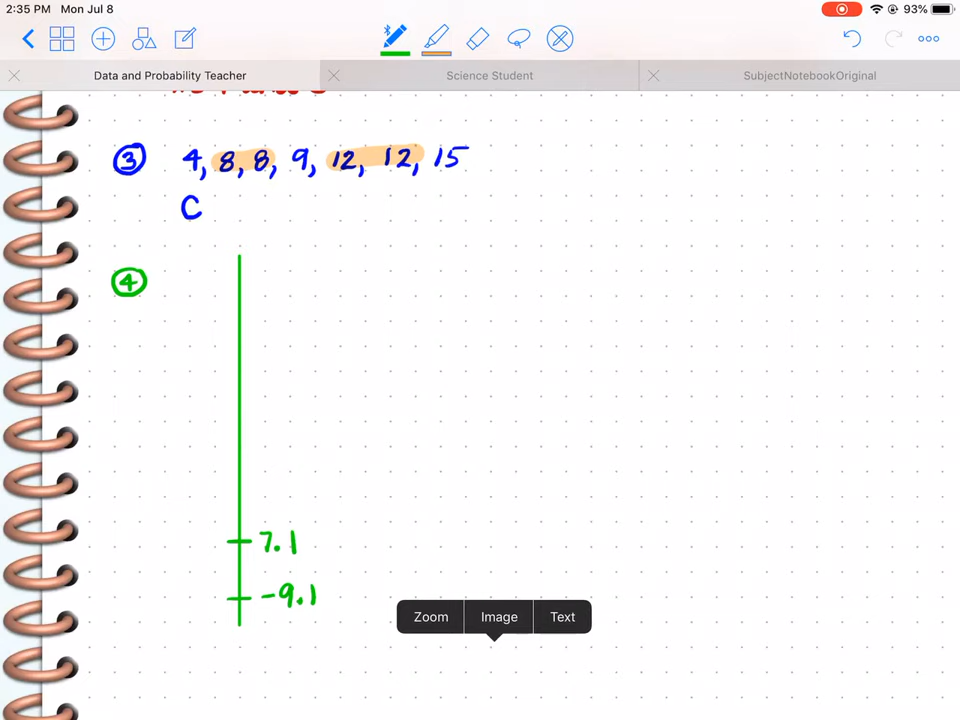 2:35 PM Mon Jul 8
93%
Data and Probability Teacher
Science Student
SubjectNotebookOriginal
3 4, 8, 8, 9, 12, 12, 15
C
4
7.1
-9.1
Zoom
Image
Text